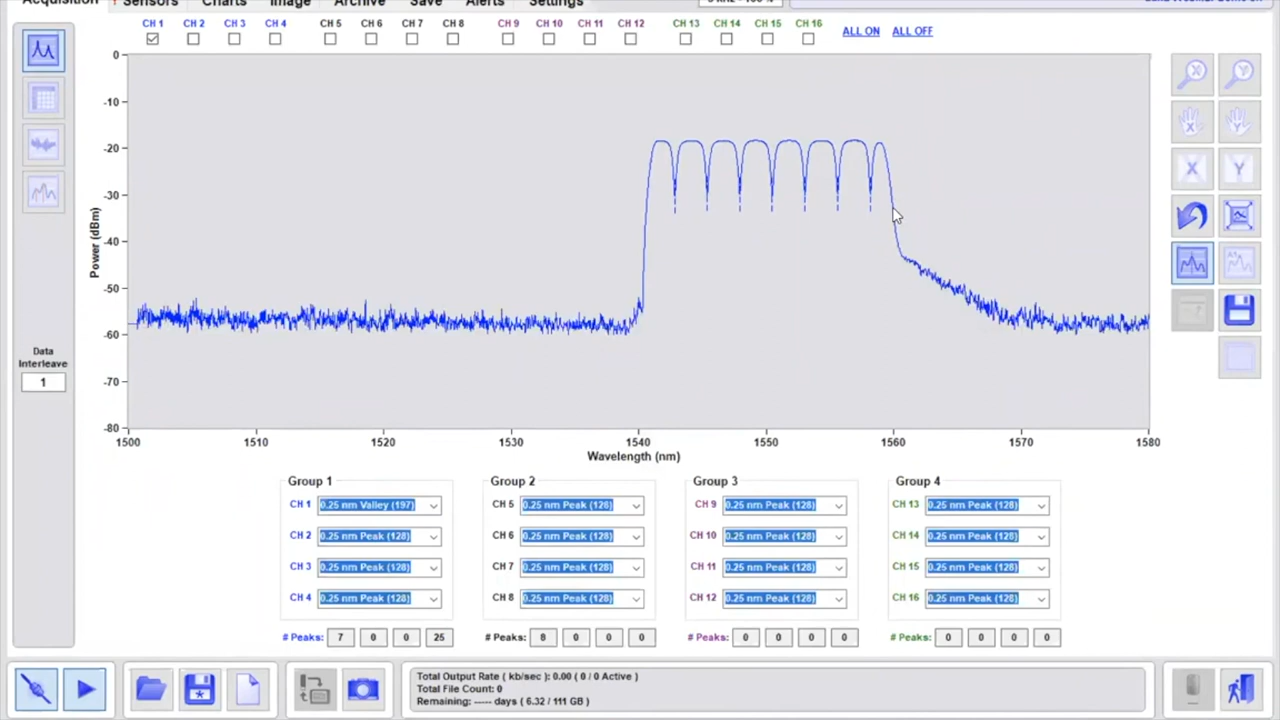 Acquisition ! Sensors Charts Image Archive Save Alerts Settings
CH 1 CH 2 CH 3 CH 4 CH 5 CH 6 CH 7 CH 8 CH 9 CH 10 CH 11 CH 12 CH 13 CH 14 CH 15 CH 16
ALL ON ALL OFF
0
-10
-20
-30
-40
-50
-60
-70
-80
Power (dBm)
1500 1510 1520 1530 1540 1550 1560 1570 1580
Wavelength (nm)
X Y
X Y
X Y
Data
Interleave
1
Group 1 Group 2 Group 3 Group 4
CH 1 0.25 nm Valley (197) CH 5 0.25 nm Peak (128) CH 9 0.25 nm Peak (128) CH 13 0.25 nm Peak (128)
CH 2 0.25 nm Peak (128) CH 6 0.25 nm Peak (128) CH 10 0.25 nm Peak (128) CH 14 0.25 nm Peak (128)
CH 3 0.25 nm Peak (128) CH 7 0.25 nm Peak (128) CH 11 0.25 nm Peak (128) CH 15 0.25 nm Peak (128)
CH 4 0.25 nm Peak (128) CH 8 0.25 nm Peak (128) CH 12 0.25 nm Peak (128) CH 16 0.25 nm Peak (128)
# Peaks: 7 0 0 25 # Peaks: 8 0 0 0 # Peaks: 0 0 0 0 # Peaks: 0 0 0 0
Total Output Rate ( kb/sec ): 0.00 ( 0 / 0 Active )
Total File Count: 0
Remaining: ----- days ( 6.32 / 111 GB )